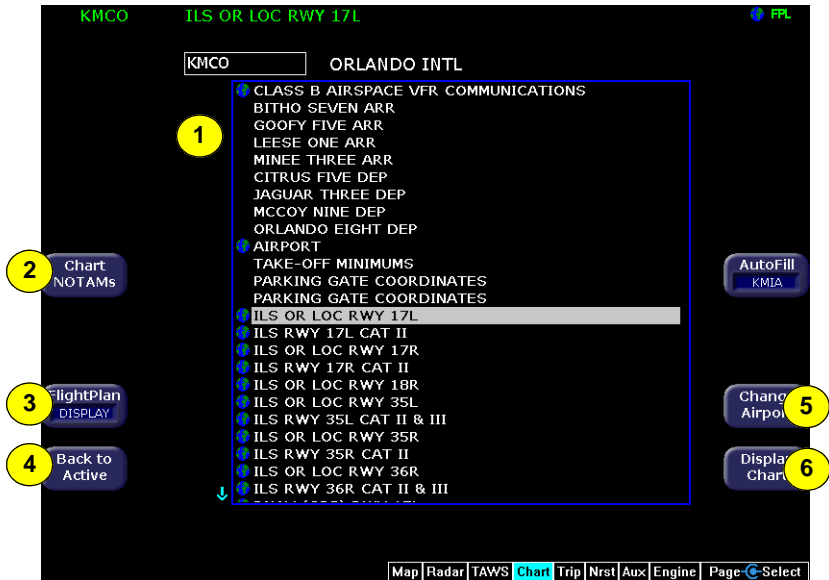 KMCO ILS OR LOC RWY 17L FPL
KMCO ORLANDO INTL
CLASS B AIRSPACE VFR COMMUNICATIONS
BITHO SEVEN ARR
GOOFY FIVE ARR
1
LEESE ONE ARR
MINEE THREE ARR
CITRUS FIVE DEP
JAGUAR THREE DEP
MCCOY NINE DEP
ORLANDO EIGHT DEP
AIRPORT
TAKE-OFF MINIMUMS
PARKING GATE COORDINATES
PARKING GATE COORDINATES
ILS OR LOC RWY 17L
ILS RWY 17L CAT II
ILS OR LOC RWY 17R
ILS RWY 17R CAT II
ILS OR LOC RWY 18R
ILS OR LOC RWY 35L
ILS RWY 35L CAT II & III
ILS OR LOC RWY 35R
ILS RWY 35R CAT II
ILS OR LOC RWY 36R
ILS RWY 36R CAT II & III
2
Chart
NOTAMs
3
FlightPlan
DISPLAY
4
Back to
Active
AutoFill
KMIA
Change
Airport
5
Display
Chart
6
Map Radar TAWS Chart Trip Nrst Aux Engine Page Select